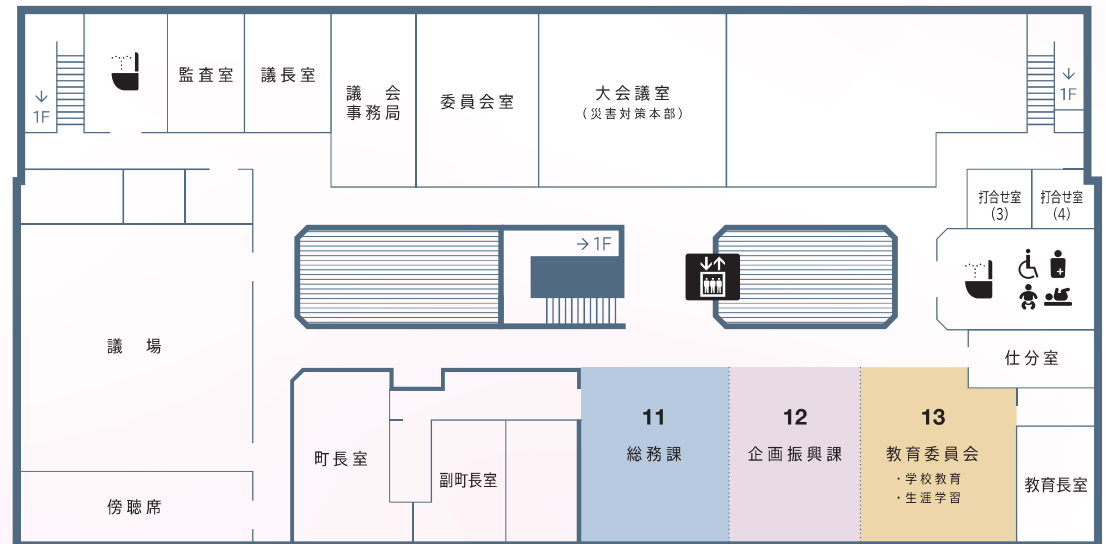 1F
監査室
議長室
議会
事務局
委員会室
大会議室
(災害対策本部)
1F
打合せ室
(3)
打合せ室
(4)
→1F
議場
仕分室
町長室
副町長室
11
総務課
12
企画振興課
13
教育委員会
・学校教育
・生涯学習
教育長室
傍聴席